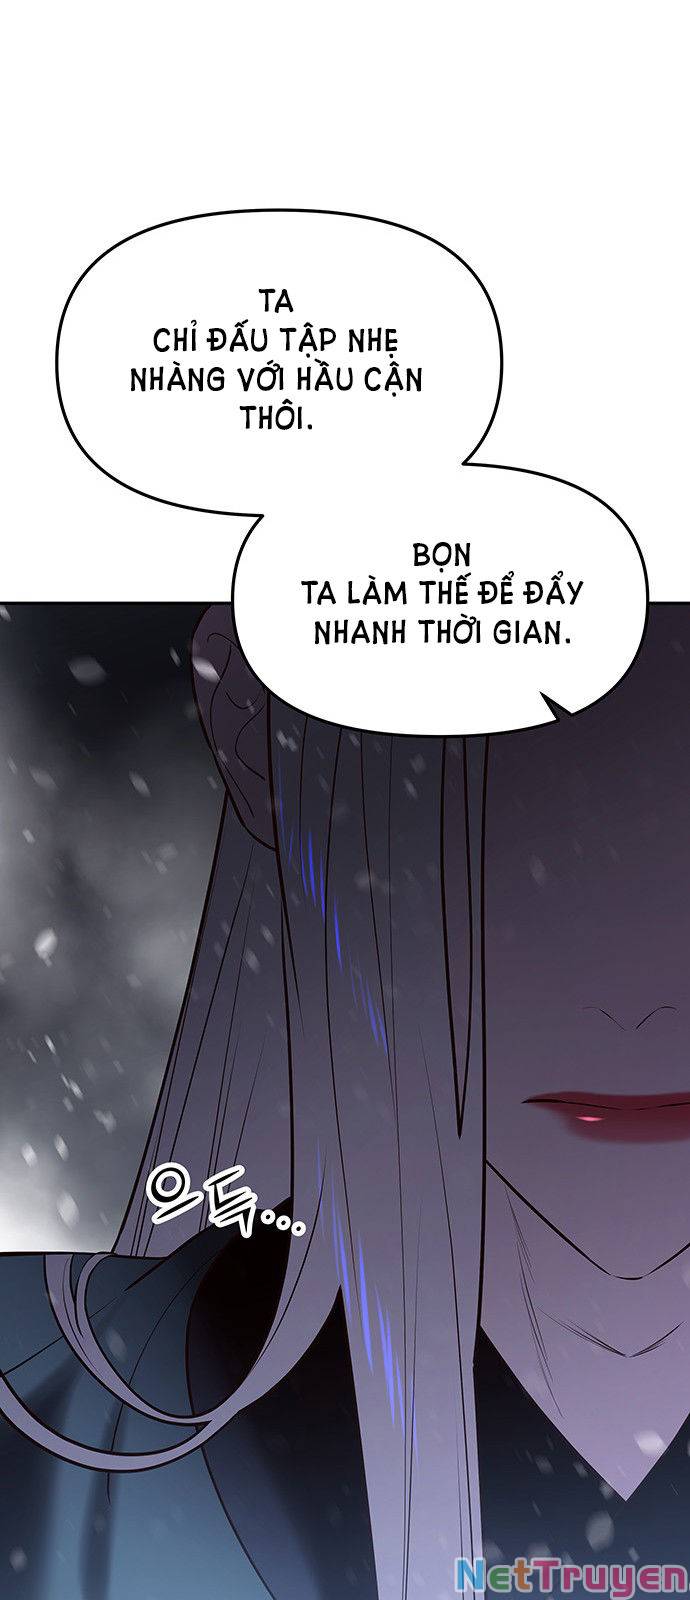 TA
CHỈ ĐẤU TẬP NHẸ
NHÀNG VỚI HẦU CẬN
THÔI.
BỌN
TA LÀM THẾ ĐỂ ĐẨY
NHANH THỜI GIAN.
으득...
NetTruyen